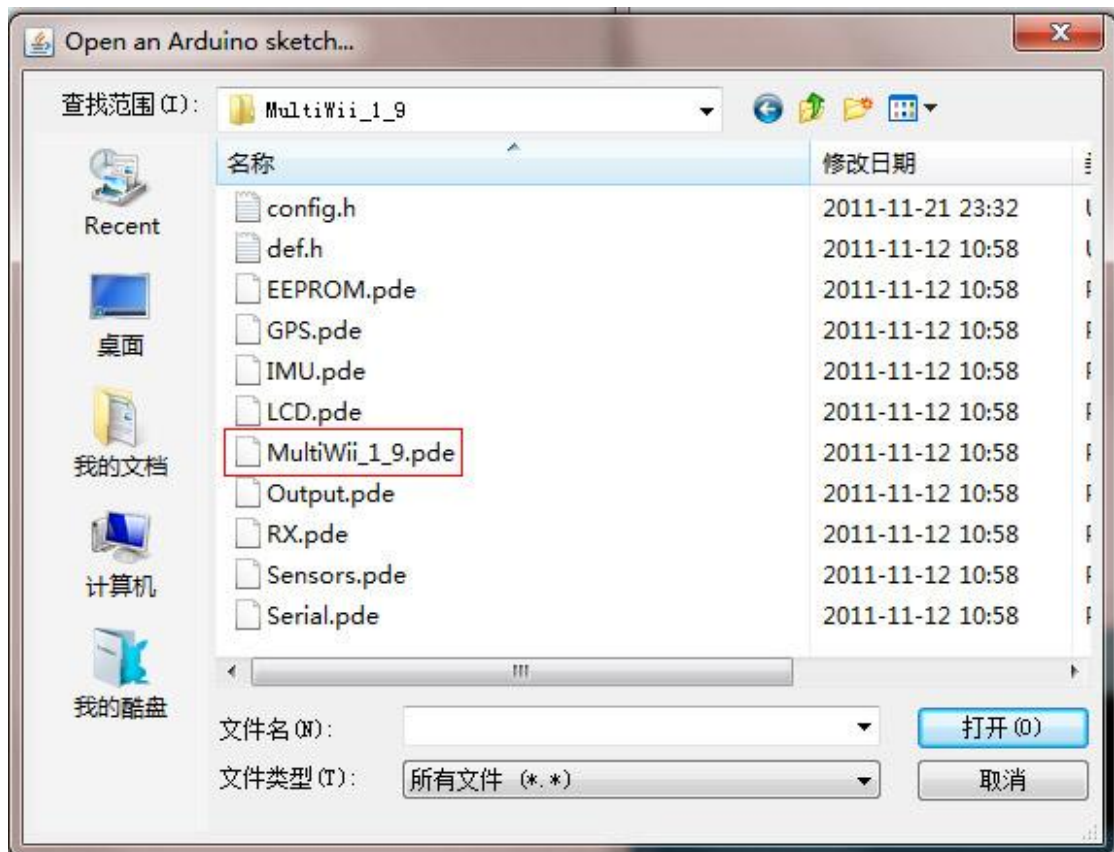 Open an Arduino sketch...
查找范围(I):
MultiWii_1_9
名称
修改日期
Recent
桌面
我的文档
计算机
我的酷盘
config.h 2011-11-21 23:32
def.h 2011-11-12 10:58
EEPROM.pde 2011-11-12 10:58
GPS.pde 2011-11-12 10:58
IMU.pde 2011-11-12 10:58
LCD.pde 2011-11-12 10:58
MultiWii_1_9.pde 2011-11-12 10:58
Output.pde 2011-11-12 10:58
RX.pde 2011-11-12 10:58
Sensors.pde 2011-11-12 10:58
Serial.pde 2011-11-12 10:58
文件名(N):
打开(O)
文件类型(T):
所有文件 (*.*)
取消